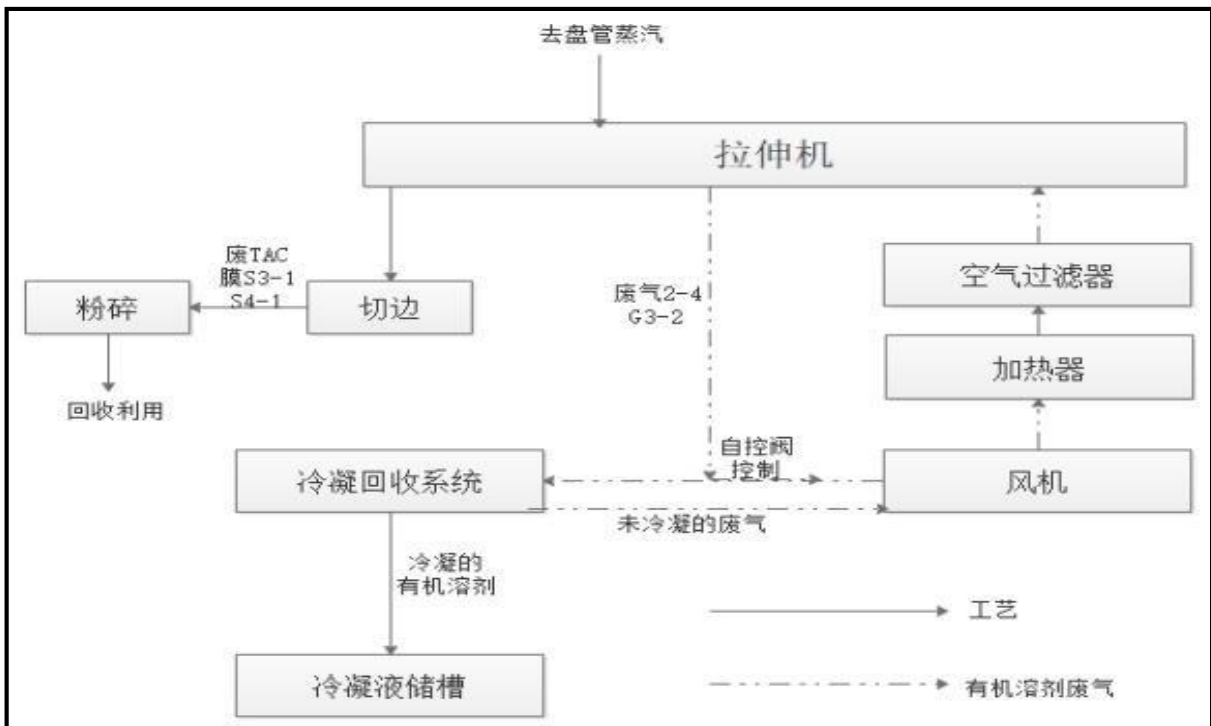 去盘管蒸汽
拉伸机
废TAC
膜S3-1
S4-1
粉碎
切边
废气2-4
G3-2
空气过滤器
加热器
回收利用
自控阀
控制
冷凝回收系统
风机
未冷凝的废气
冷凝的
有机溶剂
工艺
冷凝液储槽
有机溶剂废气